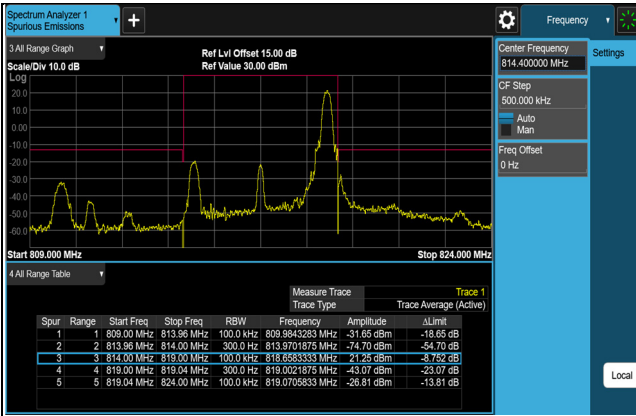 Spectrum Analyzer 1
Spurious Emissions
+
Frequency
3 All Range Graph
Ref Lvl Offset 15.00 dB
Scale/Div 10.0 dB
Ref Value 30.00 dBm
Log
20.0
10.0
0.00
-10.0
-20.0
-30.0
-40.0
-50.0
-60.0
Start 809.000 MHz
Stop 824.000 MHz
4 All Range Table
Measure Trace Trace 1
Trace Type Trace Average (Active)
Spur Range Start Freq Stop Freq RBW Frequency Amplitude ΔLimit
1 1 809.00 MHz 813.96 MHz 100.0 kHz 809.9843283 MHz -31.65 dBm -18.65 dB
2 2 813.96 MHz 814.00 MHz 300.0 Hz 813.9701875 MHz -74.70 dBm -54.70 dB
3 3 814.00 MHz 819.00 MHz 100.0 kHz 818.6583333 MHz 21.25 dBm -8.752 dB
4 4 819.00 MHz 819.04 MHz 300.0 Hz 819.0021875 MHz -43.07 dBm -23.07 dB
5 5 819.04 MHz 824.00 MHz 100.0 kHz 819.0705833 MHz -26.81 dBm -13.81 dB
Center Frequency
814.400000 MHz
Settings
CF Step
500.000 kHz
Auto
Man
Freq Offset
0 Hz
Local